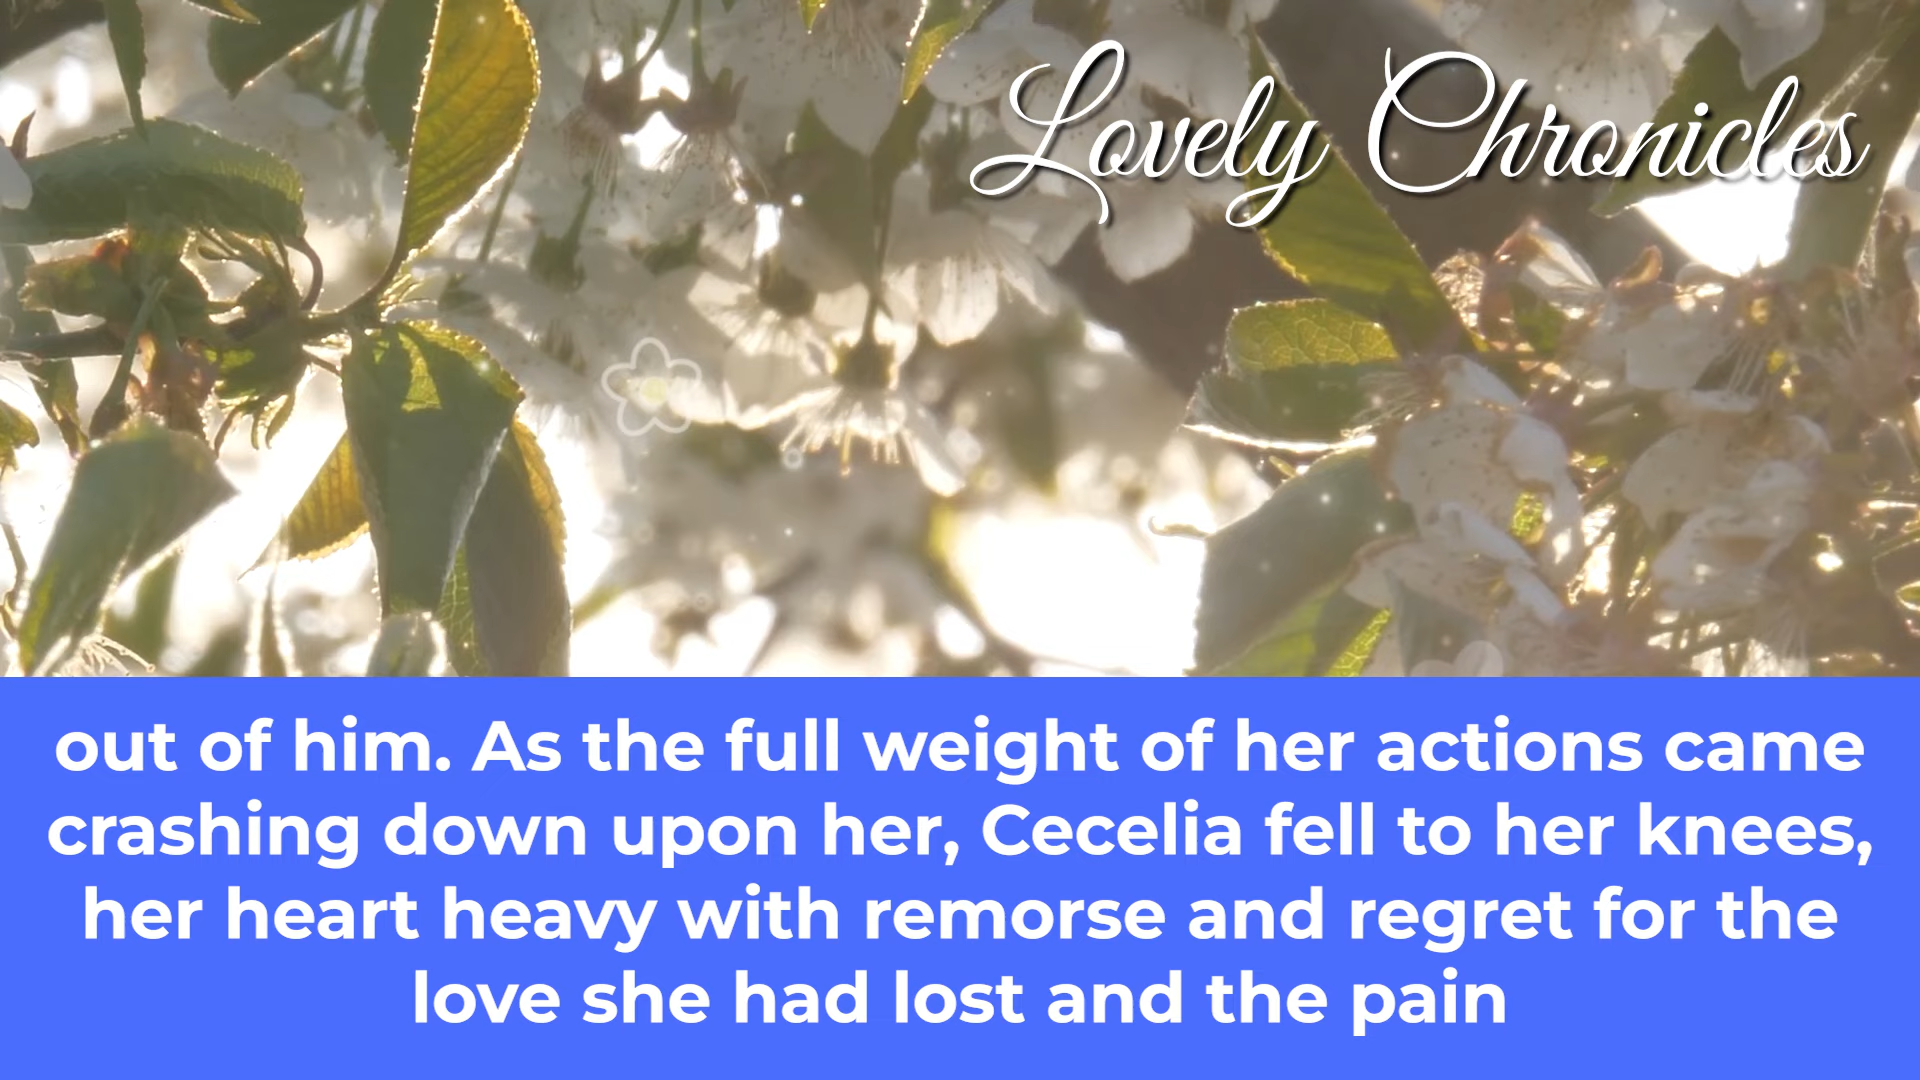 Lovely Chronicles
out of him. As the full weight of her actions came
crashing down upon her, Cecelia fell to her knees,
her heart heavy with remorse and regret for the
love she had lost and the pain